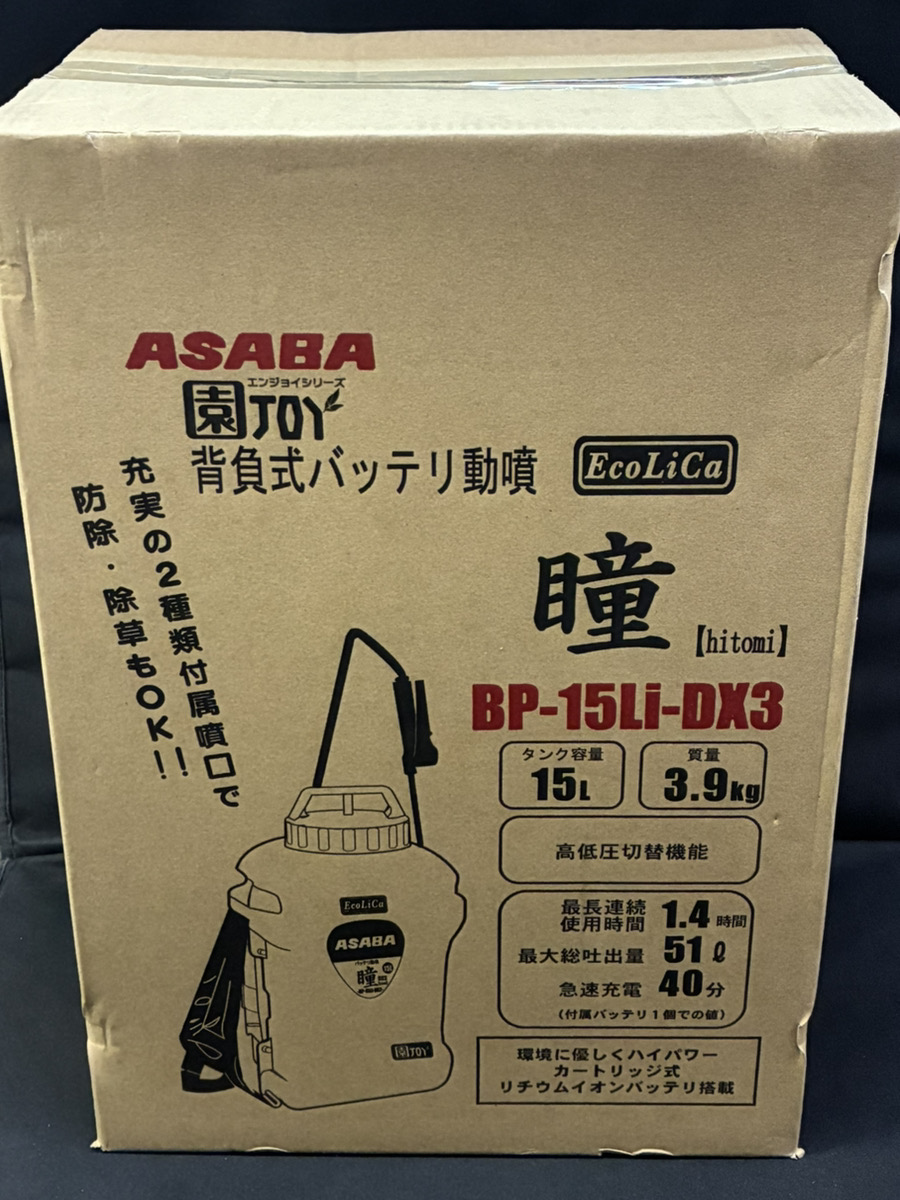 ASABA
エンジョイシリーズ
園JOY
背負式バッテリ動噴
EcoLiCa
充実の2種類付属噴口で
防除・除草もOK!!
瞳
【hitomi】
BP-15Li-DX3
タンク容量
15L
質量
3.9kg
高低圧切替機能
最長連続
使用時間 1.4 時間
最大総吐出量 51 ℓ
急速充電 40 分
(付属バッテリ1個での値)
環境に優しくハイパワー
カートリッジ式
リチウムイオンバッテリ搭載
EcoLiCa
ASABA
瞳
園JOY